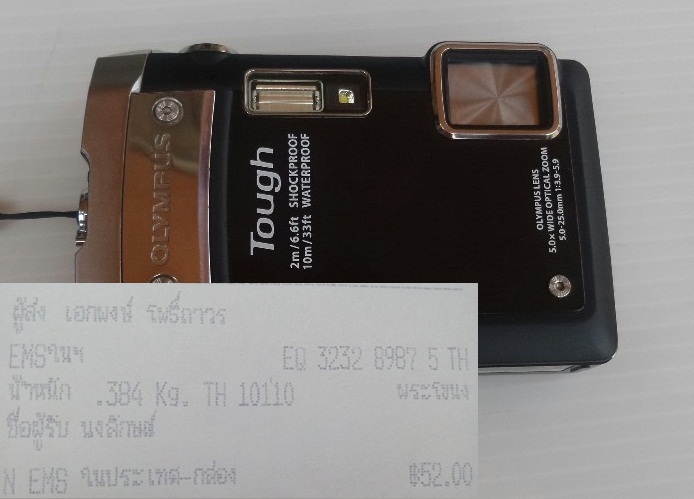 OLYMPUS
Tough
2m/6.6ft SHOCKPROOF
10m/33ft WATERPROOF
OLYMPUS LENS
5.0x WIDE OPTICAL ZOOM
5.0-25.0mm 1:3.9-5.9
ผู้ส่ง เอกพงษ์ โพธิ์ถาวร
EMSในฯ EQ 3232 8987 5 TH
น้ำหนัก .384 Kg. TH 10110 พระโขนง
ชื่อผู้รับ นงลักษณ์
N EMS ในประเทศ-กล่อง ฿52.00